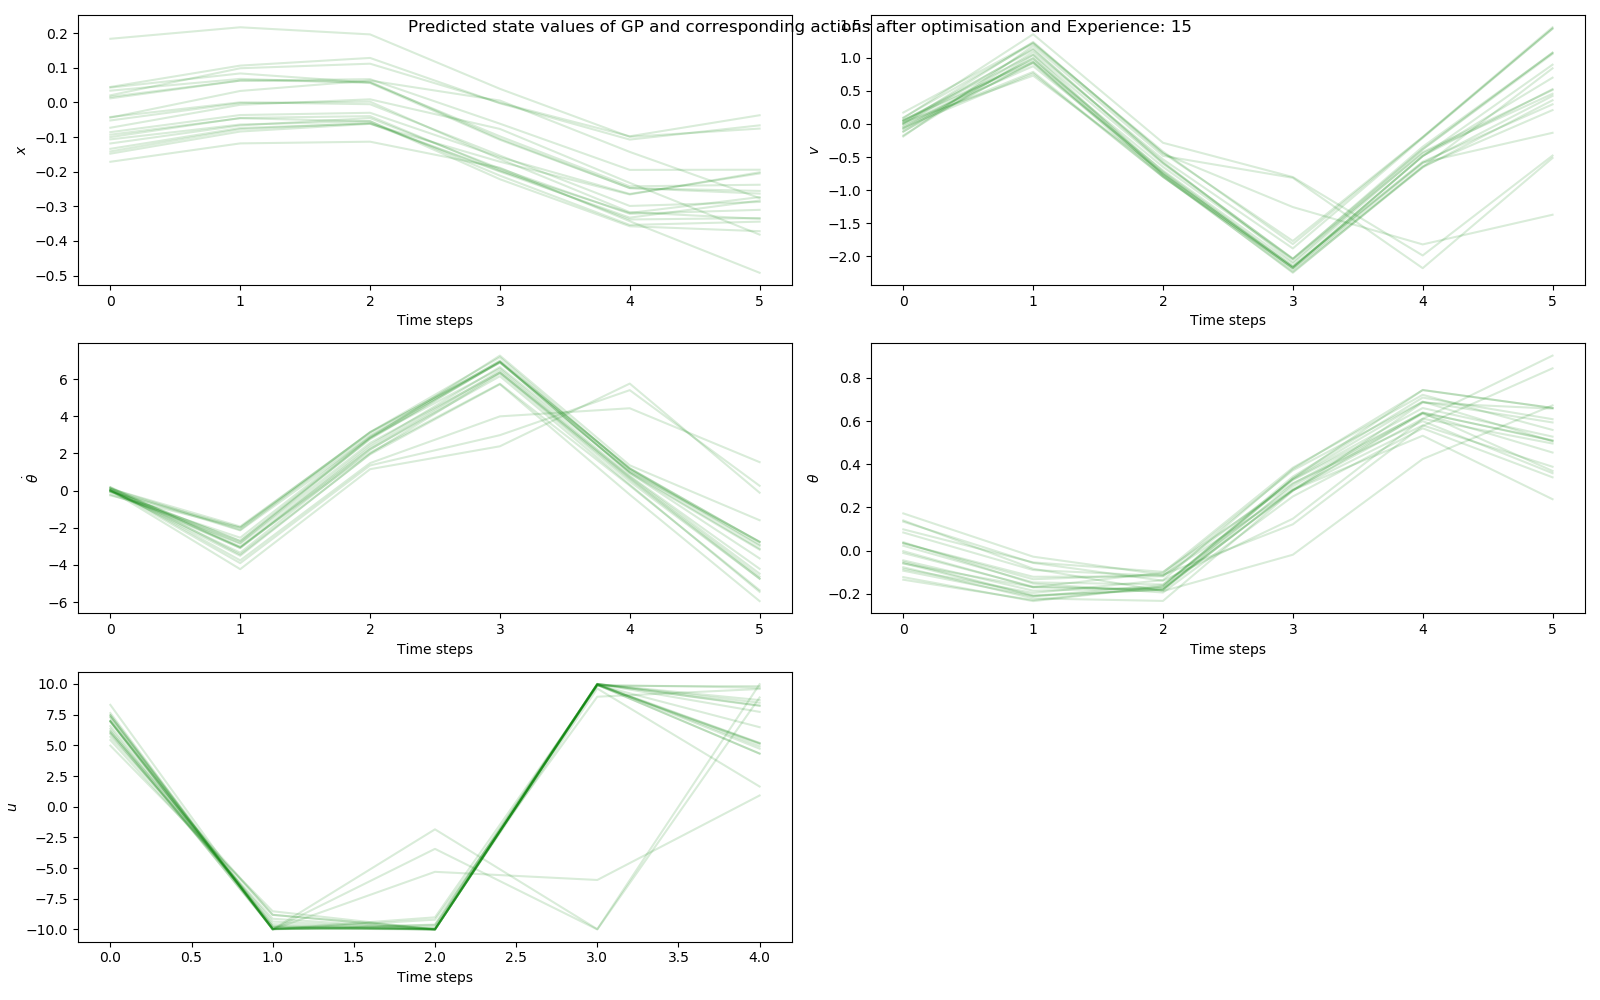 Predicted state values of GP and corresponding actions after optimisation and Experience: 15
0.2
0.1
0.0
−0.1
−0.2
−0.3
−0.4
−0.5
x
0 1 2 3 4 5
Time steps
1.5
1.0
0.5
0.0
−0.5
−1.0
−1.5
−2.0
v
0 1 2 3 4 5
Time steps
6
4
2
0
−2
−4
−6
θ̇
0 1 2 3 4 5
Time steps
0.8
0.6
0.4
0.2
0.0
−0.2
θ
0 1 2 3 4 5
Time steps
10.0
7.5
5.0
2.5
0.0
−2.5
−5.0
−7.5
−10.0
u
0.0 0.5 1.0 1.5 2.0 2.5 3.0 3.5 4.0
Time steps